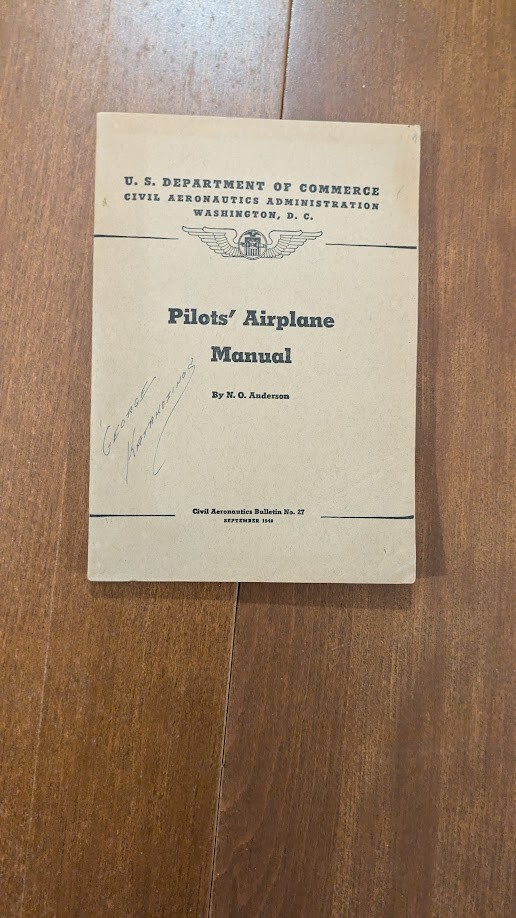 U. S. DEPARTMENT OF COMMERCE
CIVIL AERONAUTICS ADMINISTRATION
WASHINGTON, D. C.
Pilots' Airplane
Manual
By N. O. Anderson
GEORGE
Civil Aeronautics Bulletin No. 27
SEPTEMBER 1940